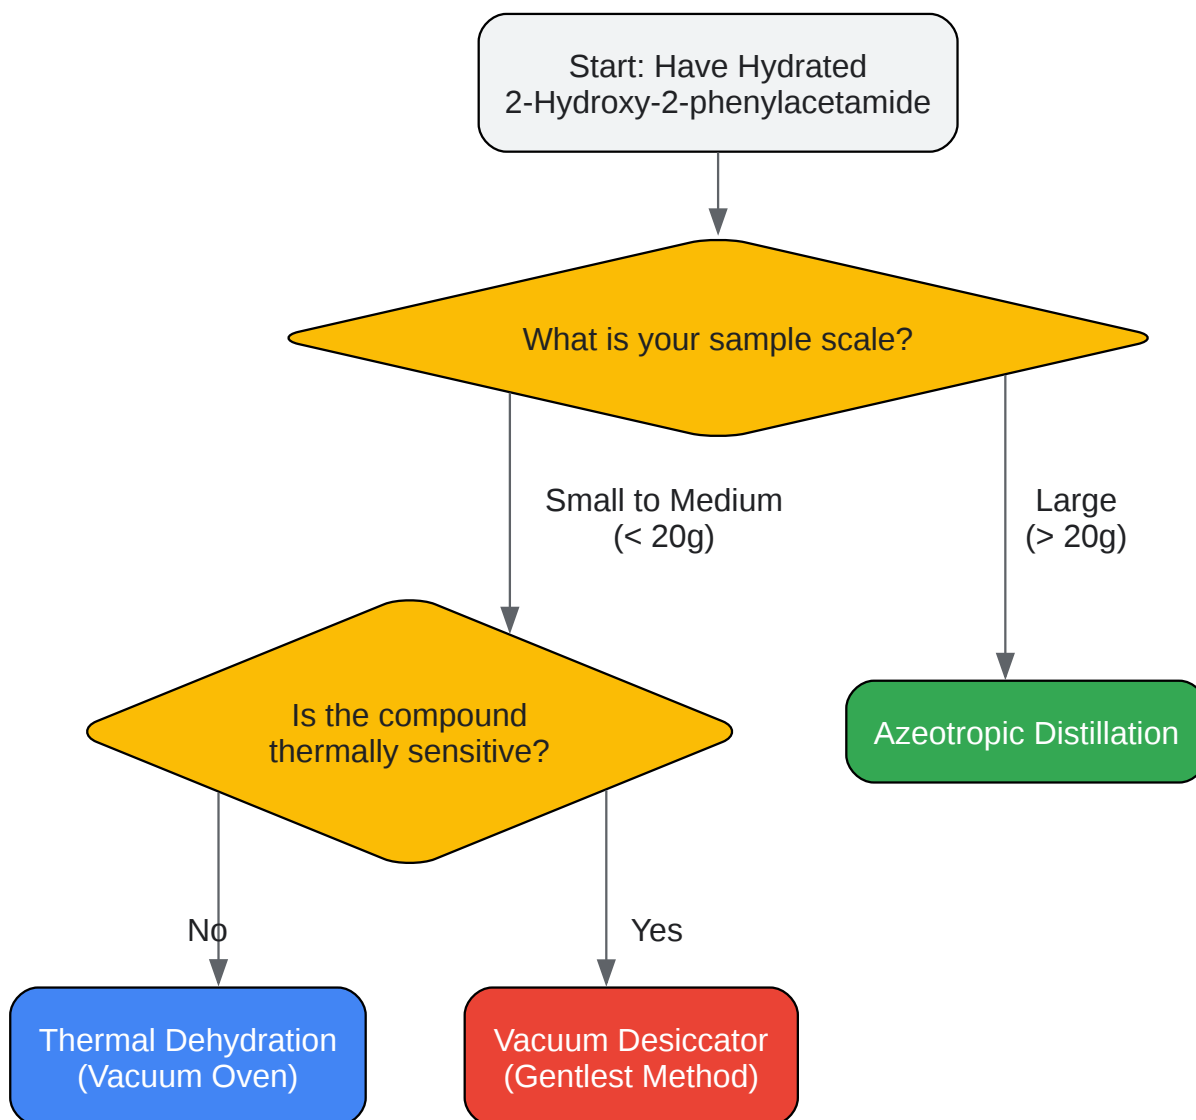 Start: Have Hydrated
2-Hydroxy-2-phenylacetamide
What is your sample scale?
Small to Medium
(< 20g)
Large
(> 20g)
Is the compound
thermally sensitive?
Azeotropic Distillation
No
Yes
Thermal Dehydration
(Vacuum Oven)
Vacuum Desiccator
(Gentlest Method)